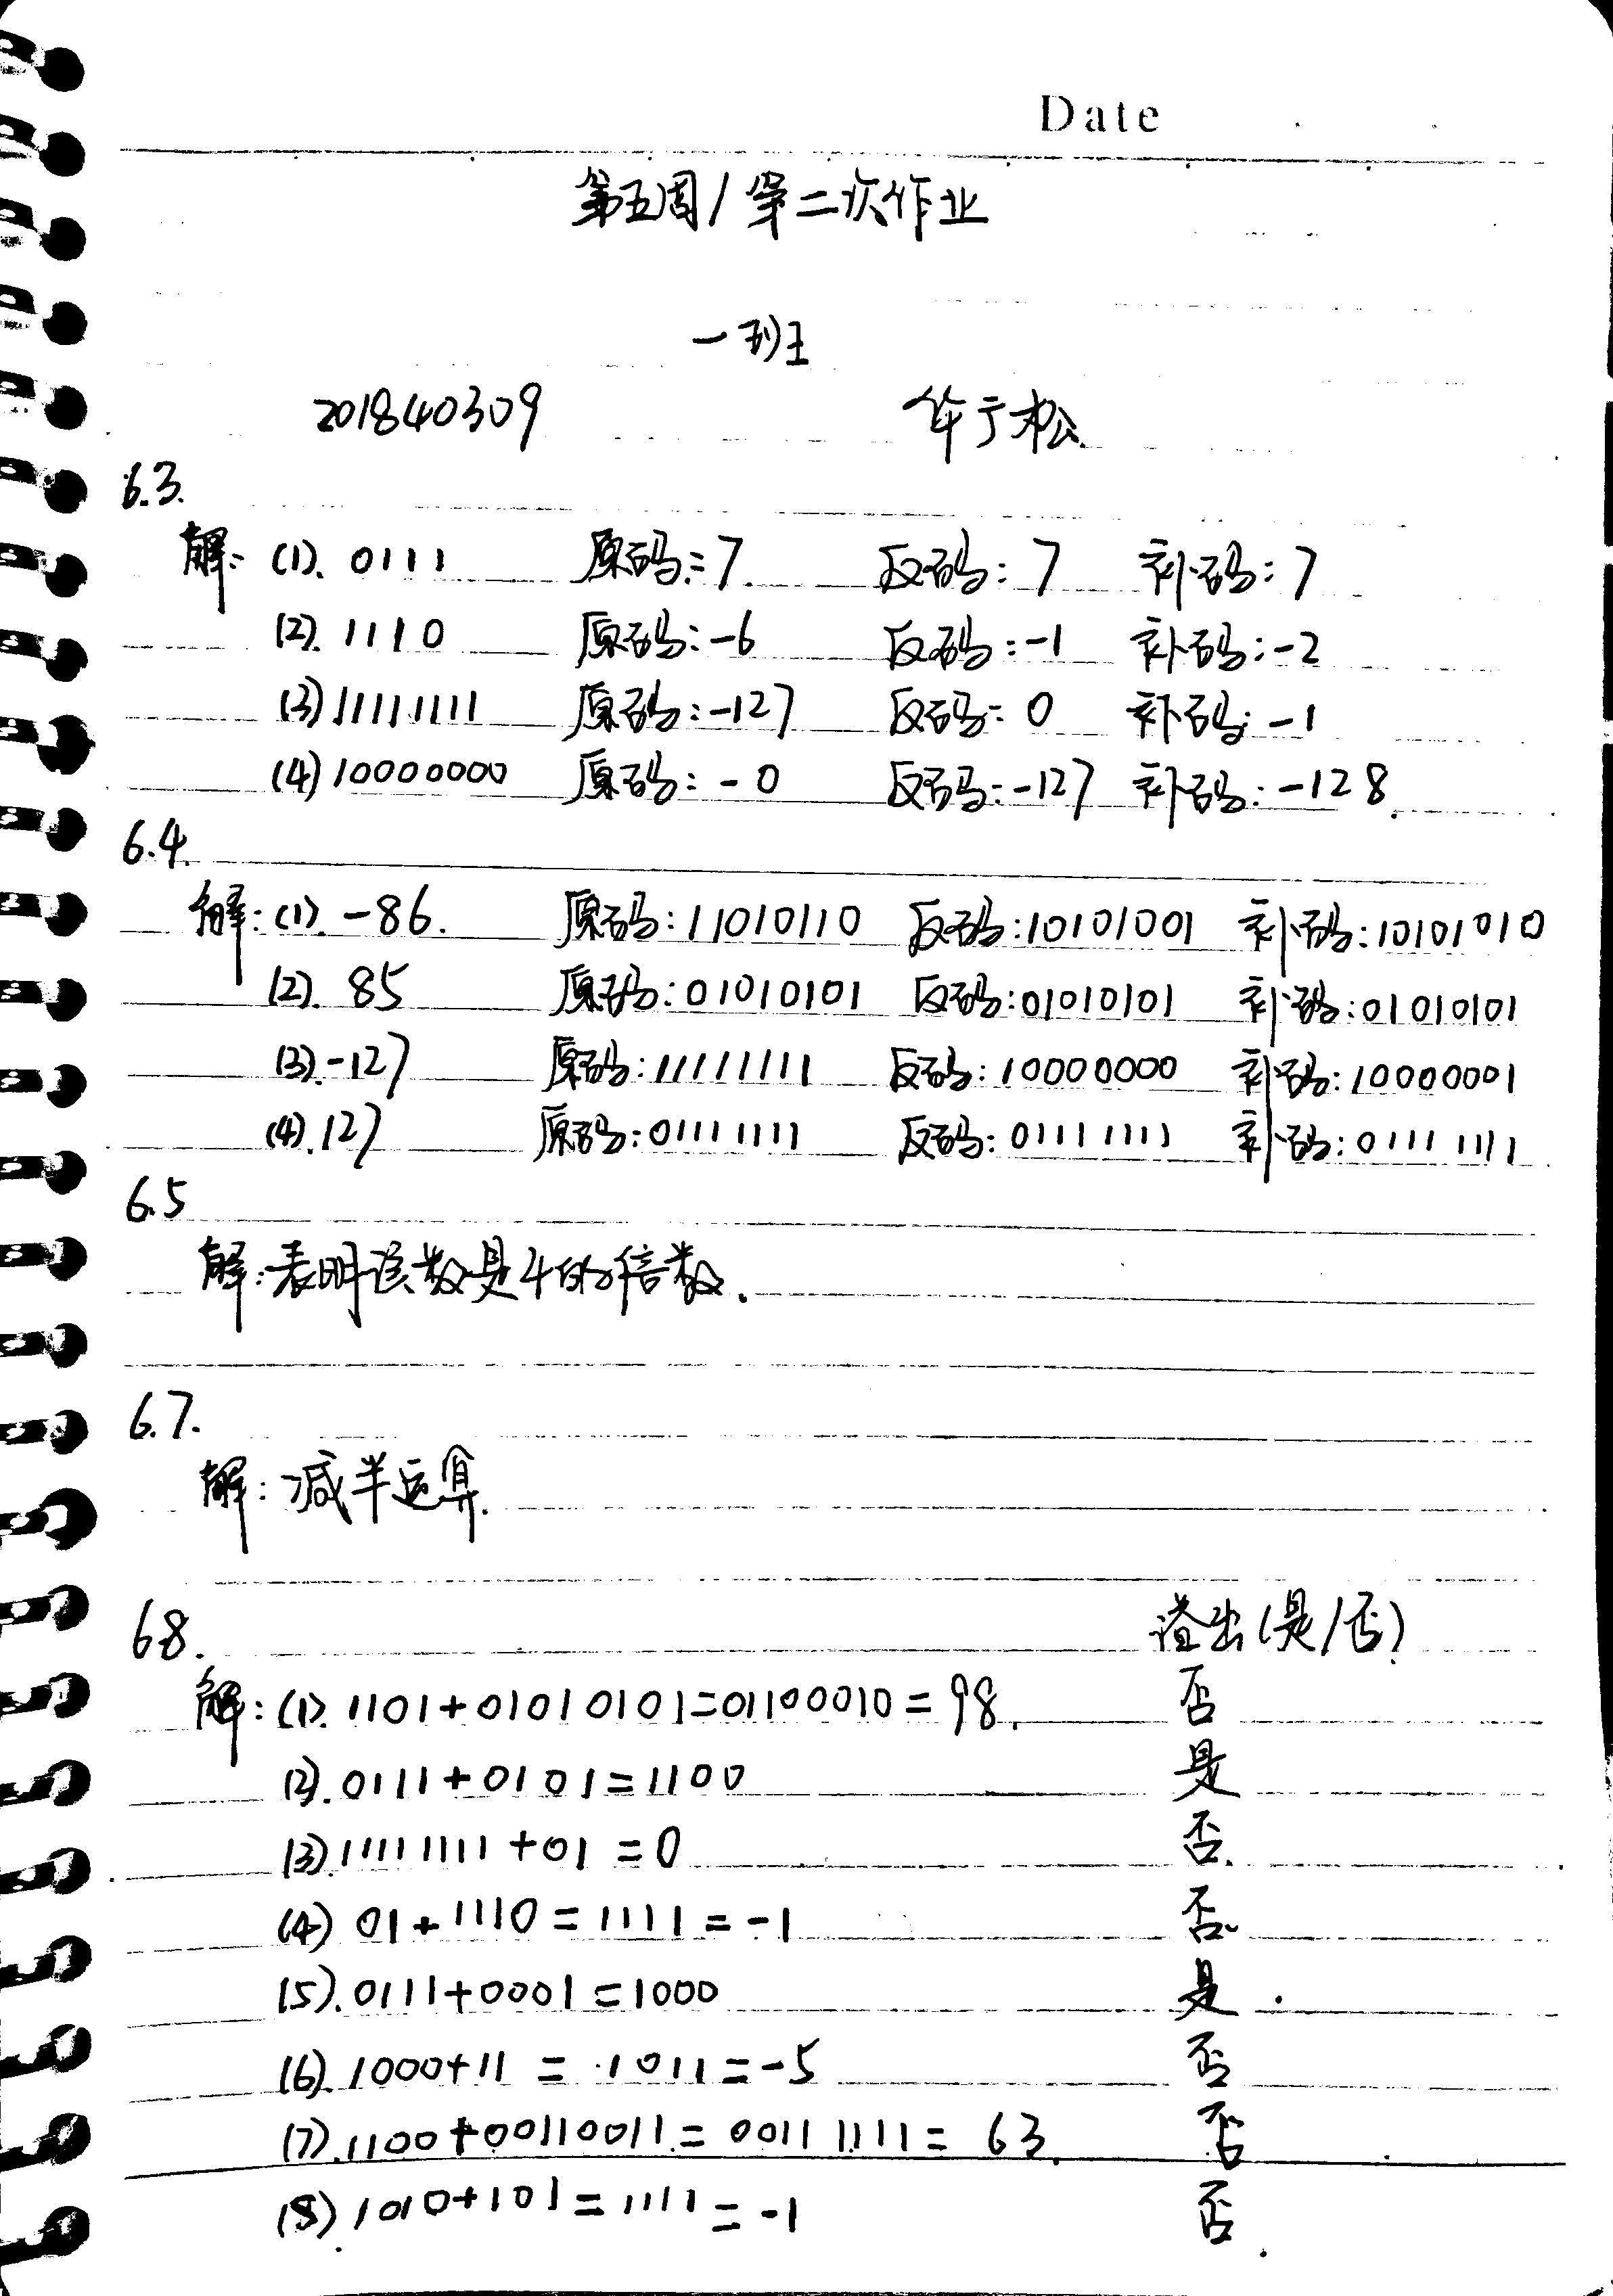 Date
第五周/第二次作业
一班
201840309 华于松
6.3.
解: (1). 0111 原码:7 反码:7 补码:7
(2). 1110 原码:-6 反码:-1 补码:-2
(3) 11111111 原码:-127 反码:0 补码:-1
(4) 10000000 原码:-0 反码:-127 补码:-128.
6.4.
解:(1). -86. 原码:11010110 反码:10101001 补码:10101010
(2). 85 原码:01010101 反码:01010101 补码:01010101
(3).-127 原码:11111111 反码:10000000 补码:10000001
(4).127 原码:01111111 反码:01111111 补码:01111111
6.5
解:表明该数是4的倍数.
6.7.
解:减半运算.
6.8. 溢出(是/否)
解:(1). 1101+01010101=01100010=98. 否
(2).0111+0101=1100 是
(3)11111111+01=0 否.
(4) 01+1110=1111=-1 否.
(5).0111+0001=1000 是.
(6).1000+11=1011=-5 否
(7).1100+00110011=00111111=63. 否
(8) 1010+101=1111=-1 否.